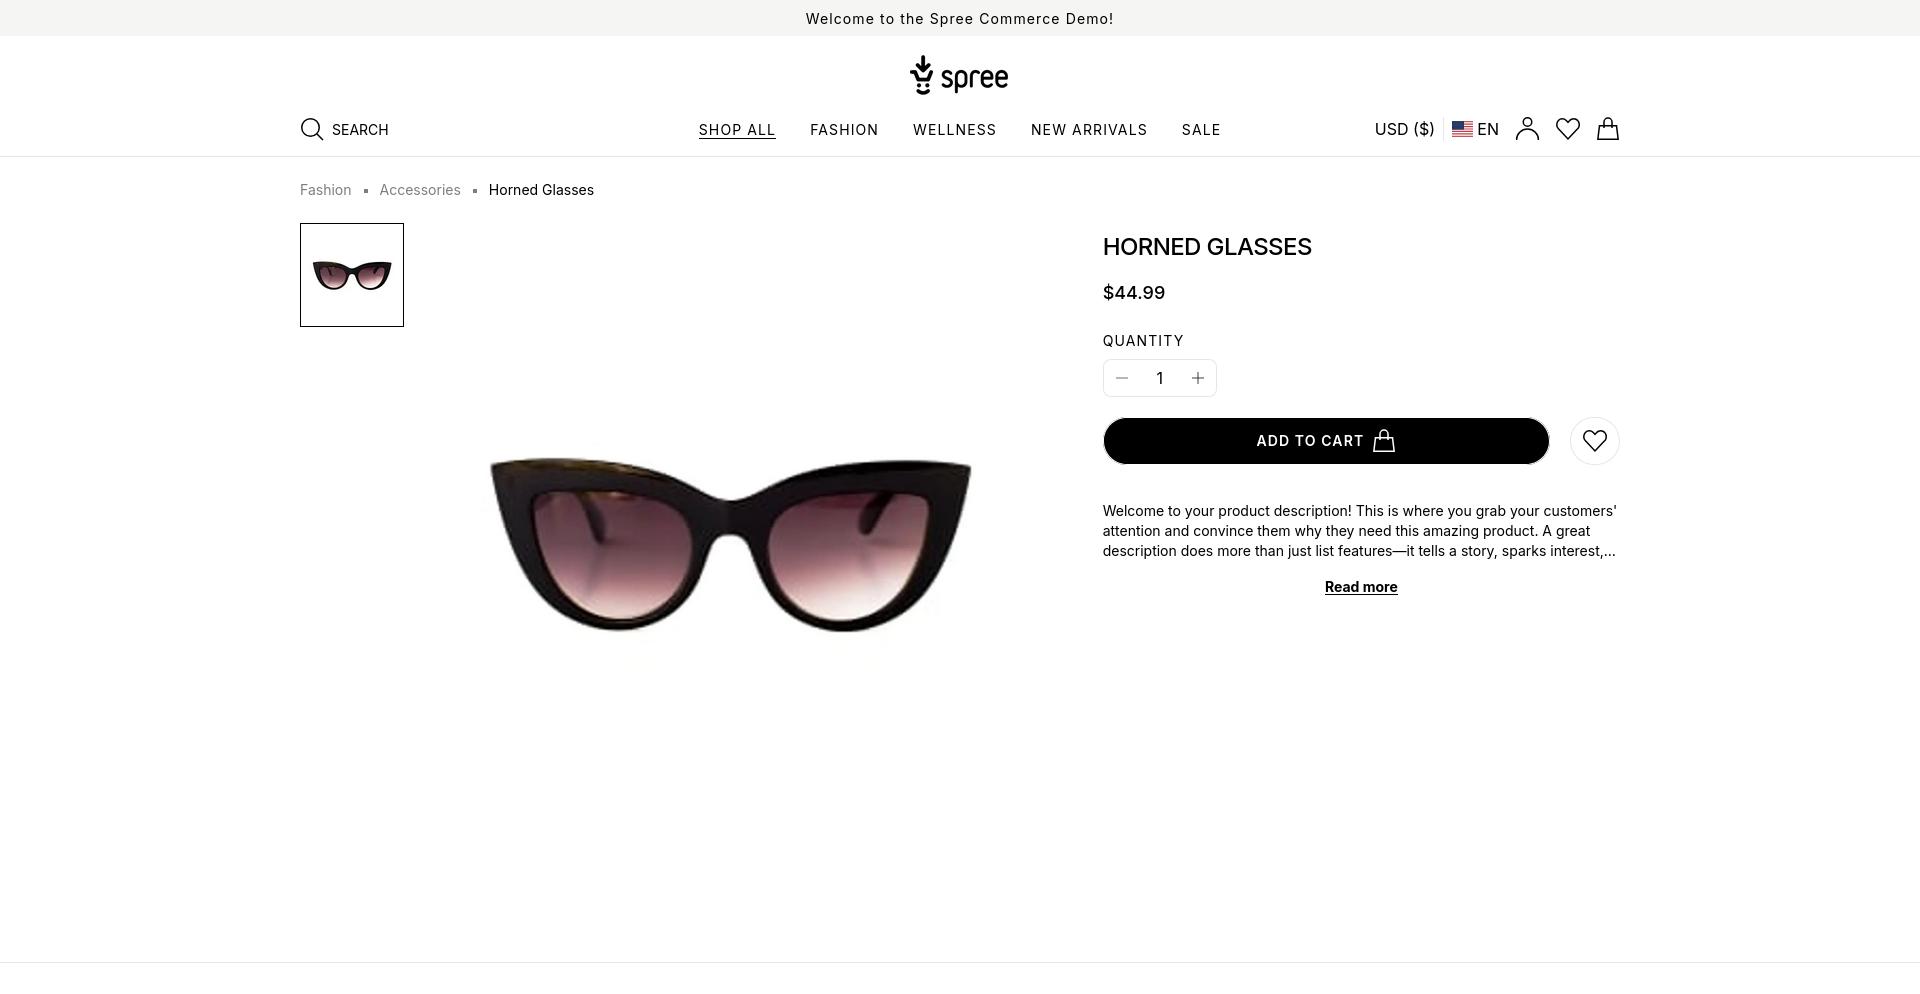 Welcome to the Spree Commerce Demo!
spree
SEARCH
SHOP ALL
FASHION
WELLNESS
NEW ARRIVALS
SALE
USD ($)
EN
Fashion
Accessories
Horned Glasses
HORNED GLASSES
$44.99
QUANTITY
1
ADD TO CART
Welcome to your product description! This is where you grab your customers'
attention and convince them why they need this amazing product. A great
description does more than just list features—it tells a story, sparks interest,...
Read more